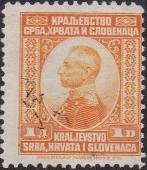 КРАЉЕВСТВО
СРБА, ХРВАТА И СЛОВЕНАЦА
1 Д 1 D
KRALJEVSTVO
SRBA, HRVATA I SLOVENACA